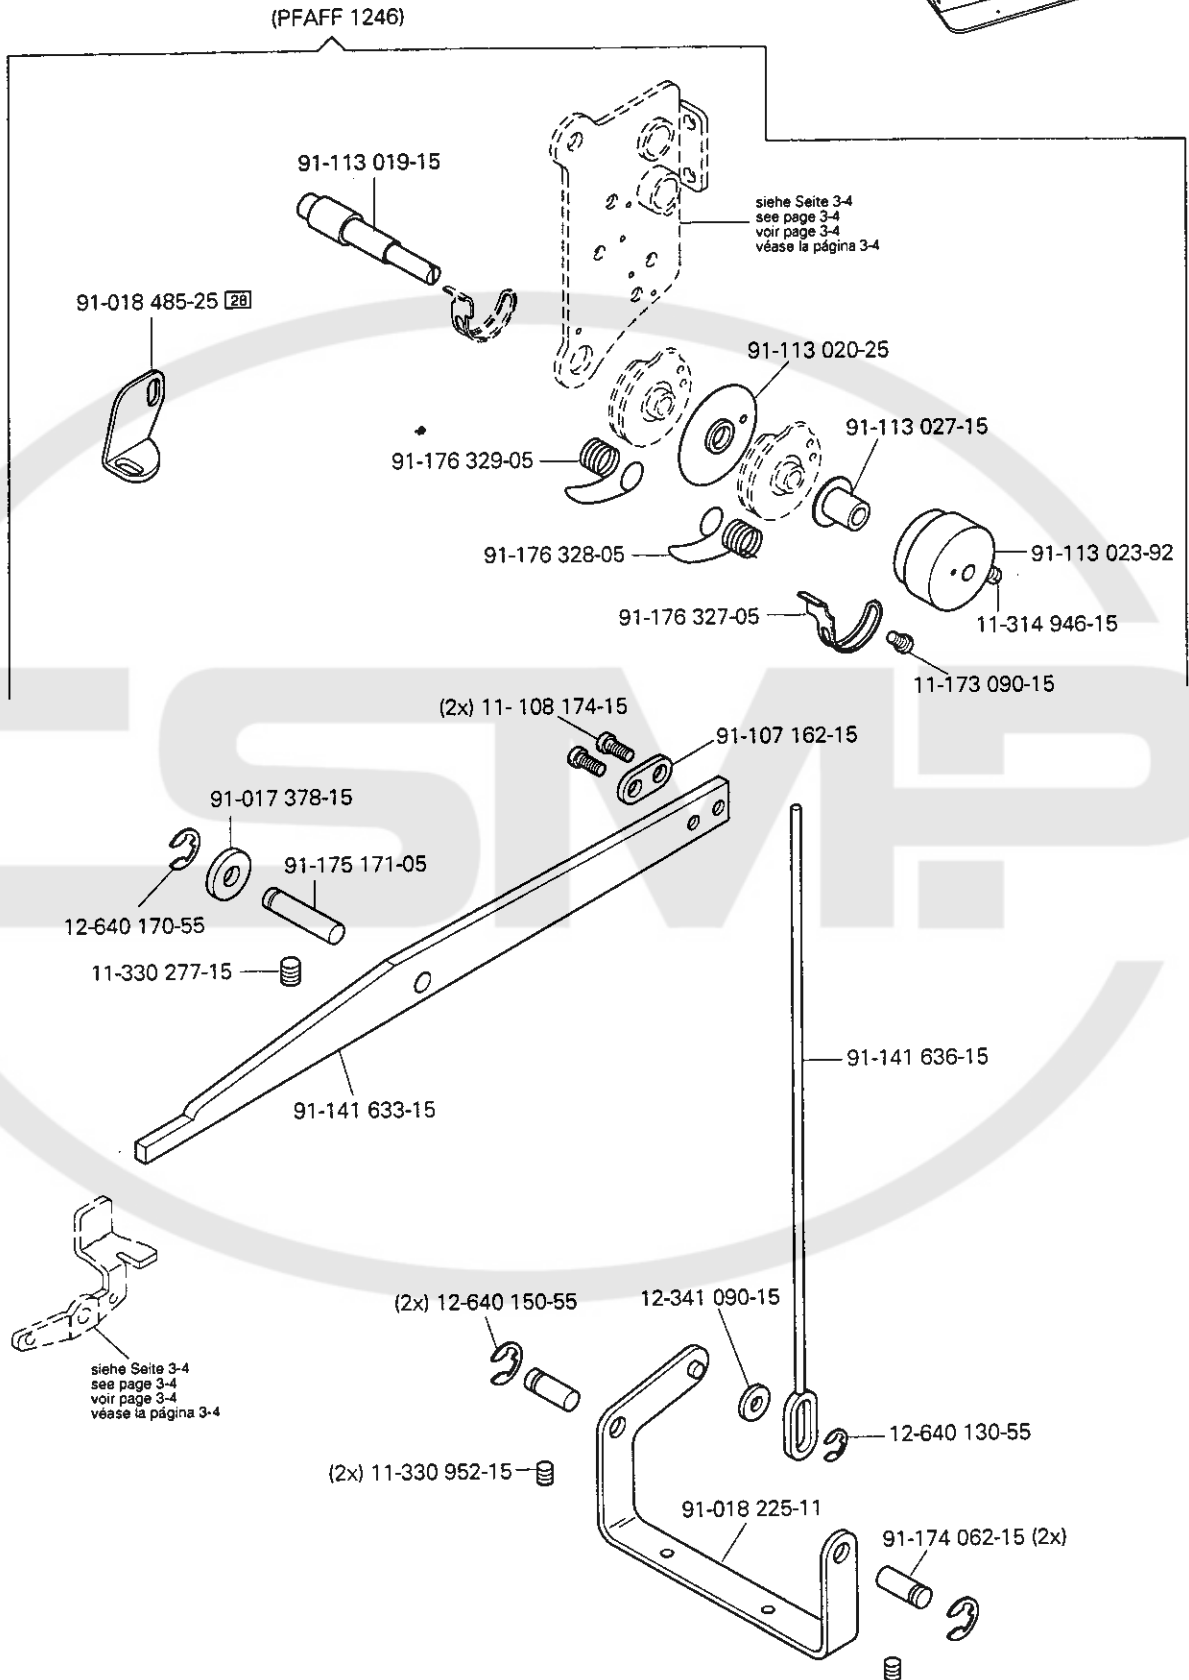 (PFAFF 1246)
91-113 019-15
siehe Seite 3-4
see page 3-4
voir page 3-4
véase la página 3-4
91-018 485-25 28
91-113 020-25
91-113 027-15
91-176 329-05
91-176 328-05
91-113 023-92
91-176 327-05
11-314 946-15
11-173 090-15
(2x) 11- 108 174-15
91-107 162-15
91-017 378-15
91-175 171-05
12-640 170-55
11-330 277-15
91-141 636-15
91-141 633-15
(2x) 12-640 150-55
12-341 090-15
siehe Seite 3-4
see page 3-4
voir page 3-4
véase la página 3-4
12-640 130-55
(2x) 11-330 952-15
91-018 225-11
91-174 062-15 (2x)
CSMP